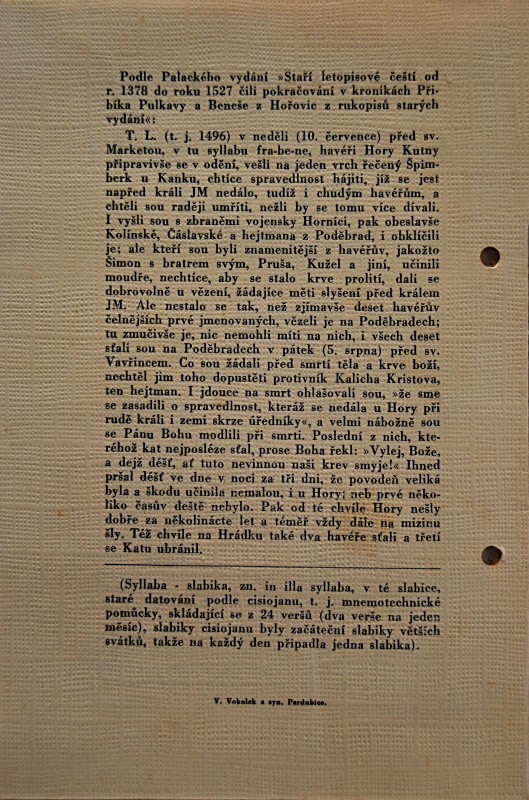 Podle Palackého vydání »Staří letopisové čeští od
r. 1378 do roku 1527 čili pokračování v kronikách Při-
bíka Pulkavy a Beneše z Hořovic z rukopisů starých
vydání«:
T. L. (t. j. 1496) v neděli (10. července) před sv.
Marketou, v tu syllabu fra-be-ne, havéři Hory Kutny
připravivše se v odění, vešli na jeden vrch řečený Špim-
berk u Kanku, chtíce spravedlnost hájiti, jíž se jest
napřed králi JM nedálo, tudíž i chudým havéřům, a
chtěli sou raději umříti, nežli by se tomu více dívali.
I vyšli sou s zbraněmi vojensky Horníci, pak obeslavše
Kolínské, Čáslavské a hejtmana z Poděbrad, i obklíčili
je; ale kteří sou byli znamenitější z havéřův, jakožto
Šimon s bratrem svým, Pruša, Kužel a jiní, učinili
moudře, nechtíce, aby se stalo krve prolití, dali se
dobrovolně u vězení, žádajíce měti slyšení před králem
JM. Ale nestalo se tak, než zjímavše deset havéřův
čelnějších prvé jmenovaných, vězeli je na Poděbradech;
tu zmučivše je, nic nemohli míti na nich, i všech deset
sťali sou na Poděbradech v pátek (5. srpna) před sv.
Vavřincem. Co sou žádali před smrtí těla a krve boží,
nechtěl jim toho dopustěti protivník Kalicha Kristova,
ten hejtman. I jdouce na smrt ohlašovali sou, »že sme
se zasadili o spravedlnost, kteráž se nedála u Hory při
rudě králi i zemi skrze úředníky«, a velmi nábožně sou
se Pánu Bohu modlili při smrti. Poslední z nich, kte-
réhož kat nejposléze sťal, prose Boha řekl: »Vylej, Bože,
a dejž déšť, ať tuto nevinnou naši krev smyje!« Ihned
pršal déšť ve dne v noci za tři dni, že povodeň veliká
byla a škodu učinila nemalou, i u Hory; neb prvé něko-
liko časův deště nebylo. Pak od té chvíle Hory nešly
dobře za několinácte let a téměř vždy dále na mizinu
šly. Též chvíle na Hrádku také dva havéře sťali a třetí
se Katu ubránil.
(Syllaba - slabika, zn. in illa syllaba, v té slabice,
staré datování podle cisiojanu, t. j. mnemotechnické
pomůcky, skládající se z 24 veršů (dva verše na jeden
měsíc), slabiky cisiojanu byly začáteční slabiky větších
svátků, takže na každý den připadla jedna slabika).
V. Vokolek a syn. Pardubice.